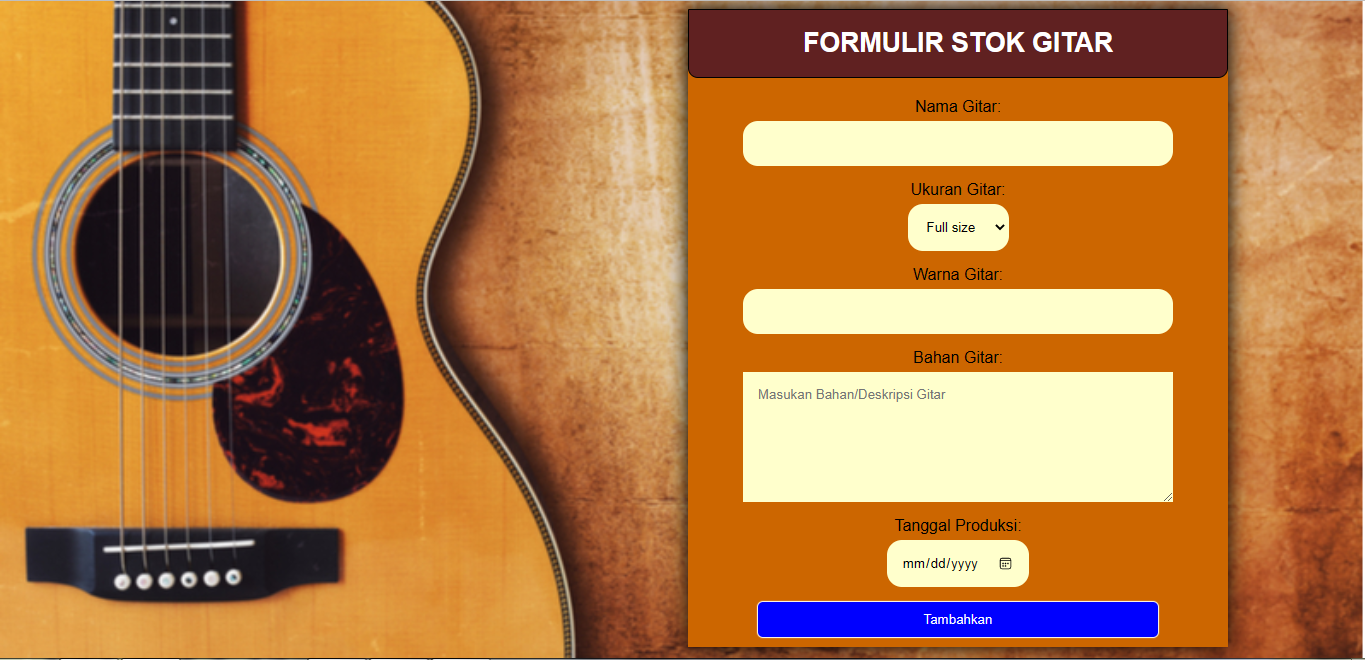 FORMULIR STOK GITAR
Nama Gitar:
Ukuran Gitar:
Full size
Warna Gitar:
Bahan Gitar:
Masukan Bahan/Deskripsi Gitar
Tanggal Produksi:
mm/dd/yyyy
Tambahkan